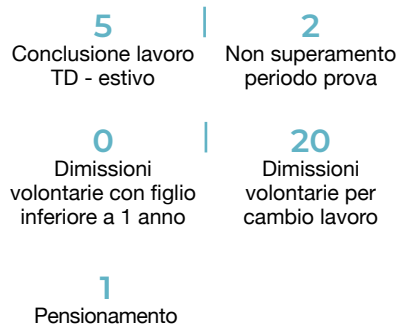 5
Conclusione lavoro
TD - estivo
2
Non superamento
periodo prova
0
Dimissioni
volontarie con figlio
inferiore a 1 anno
20
Dimissioni
volontarie per
cambio lavoro
1
Pensionamento